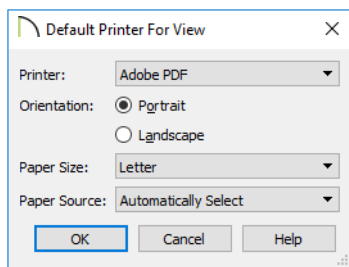 Default Printer For View
Printer: Adobe PDF
Orientation: Portrait
Landscape
Paper Size: Letter
Paper Source: Automatically Select
OK Cancel Help